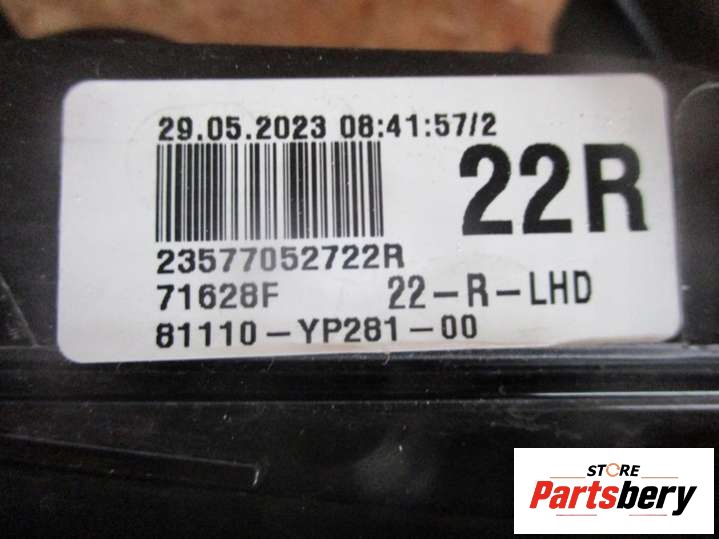 29.05.2023 08:41:57/2
22R
23577052722R
71628F 22-R-LHD
81110-YP281-00
STORE
Partsbery